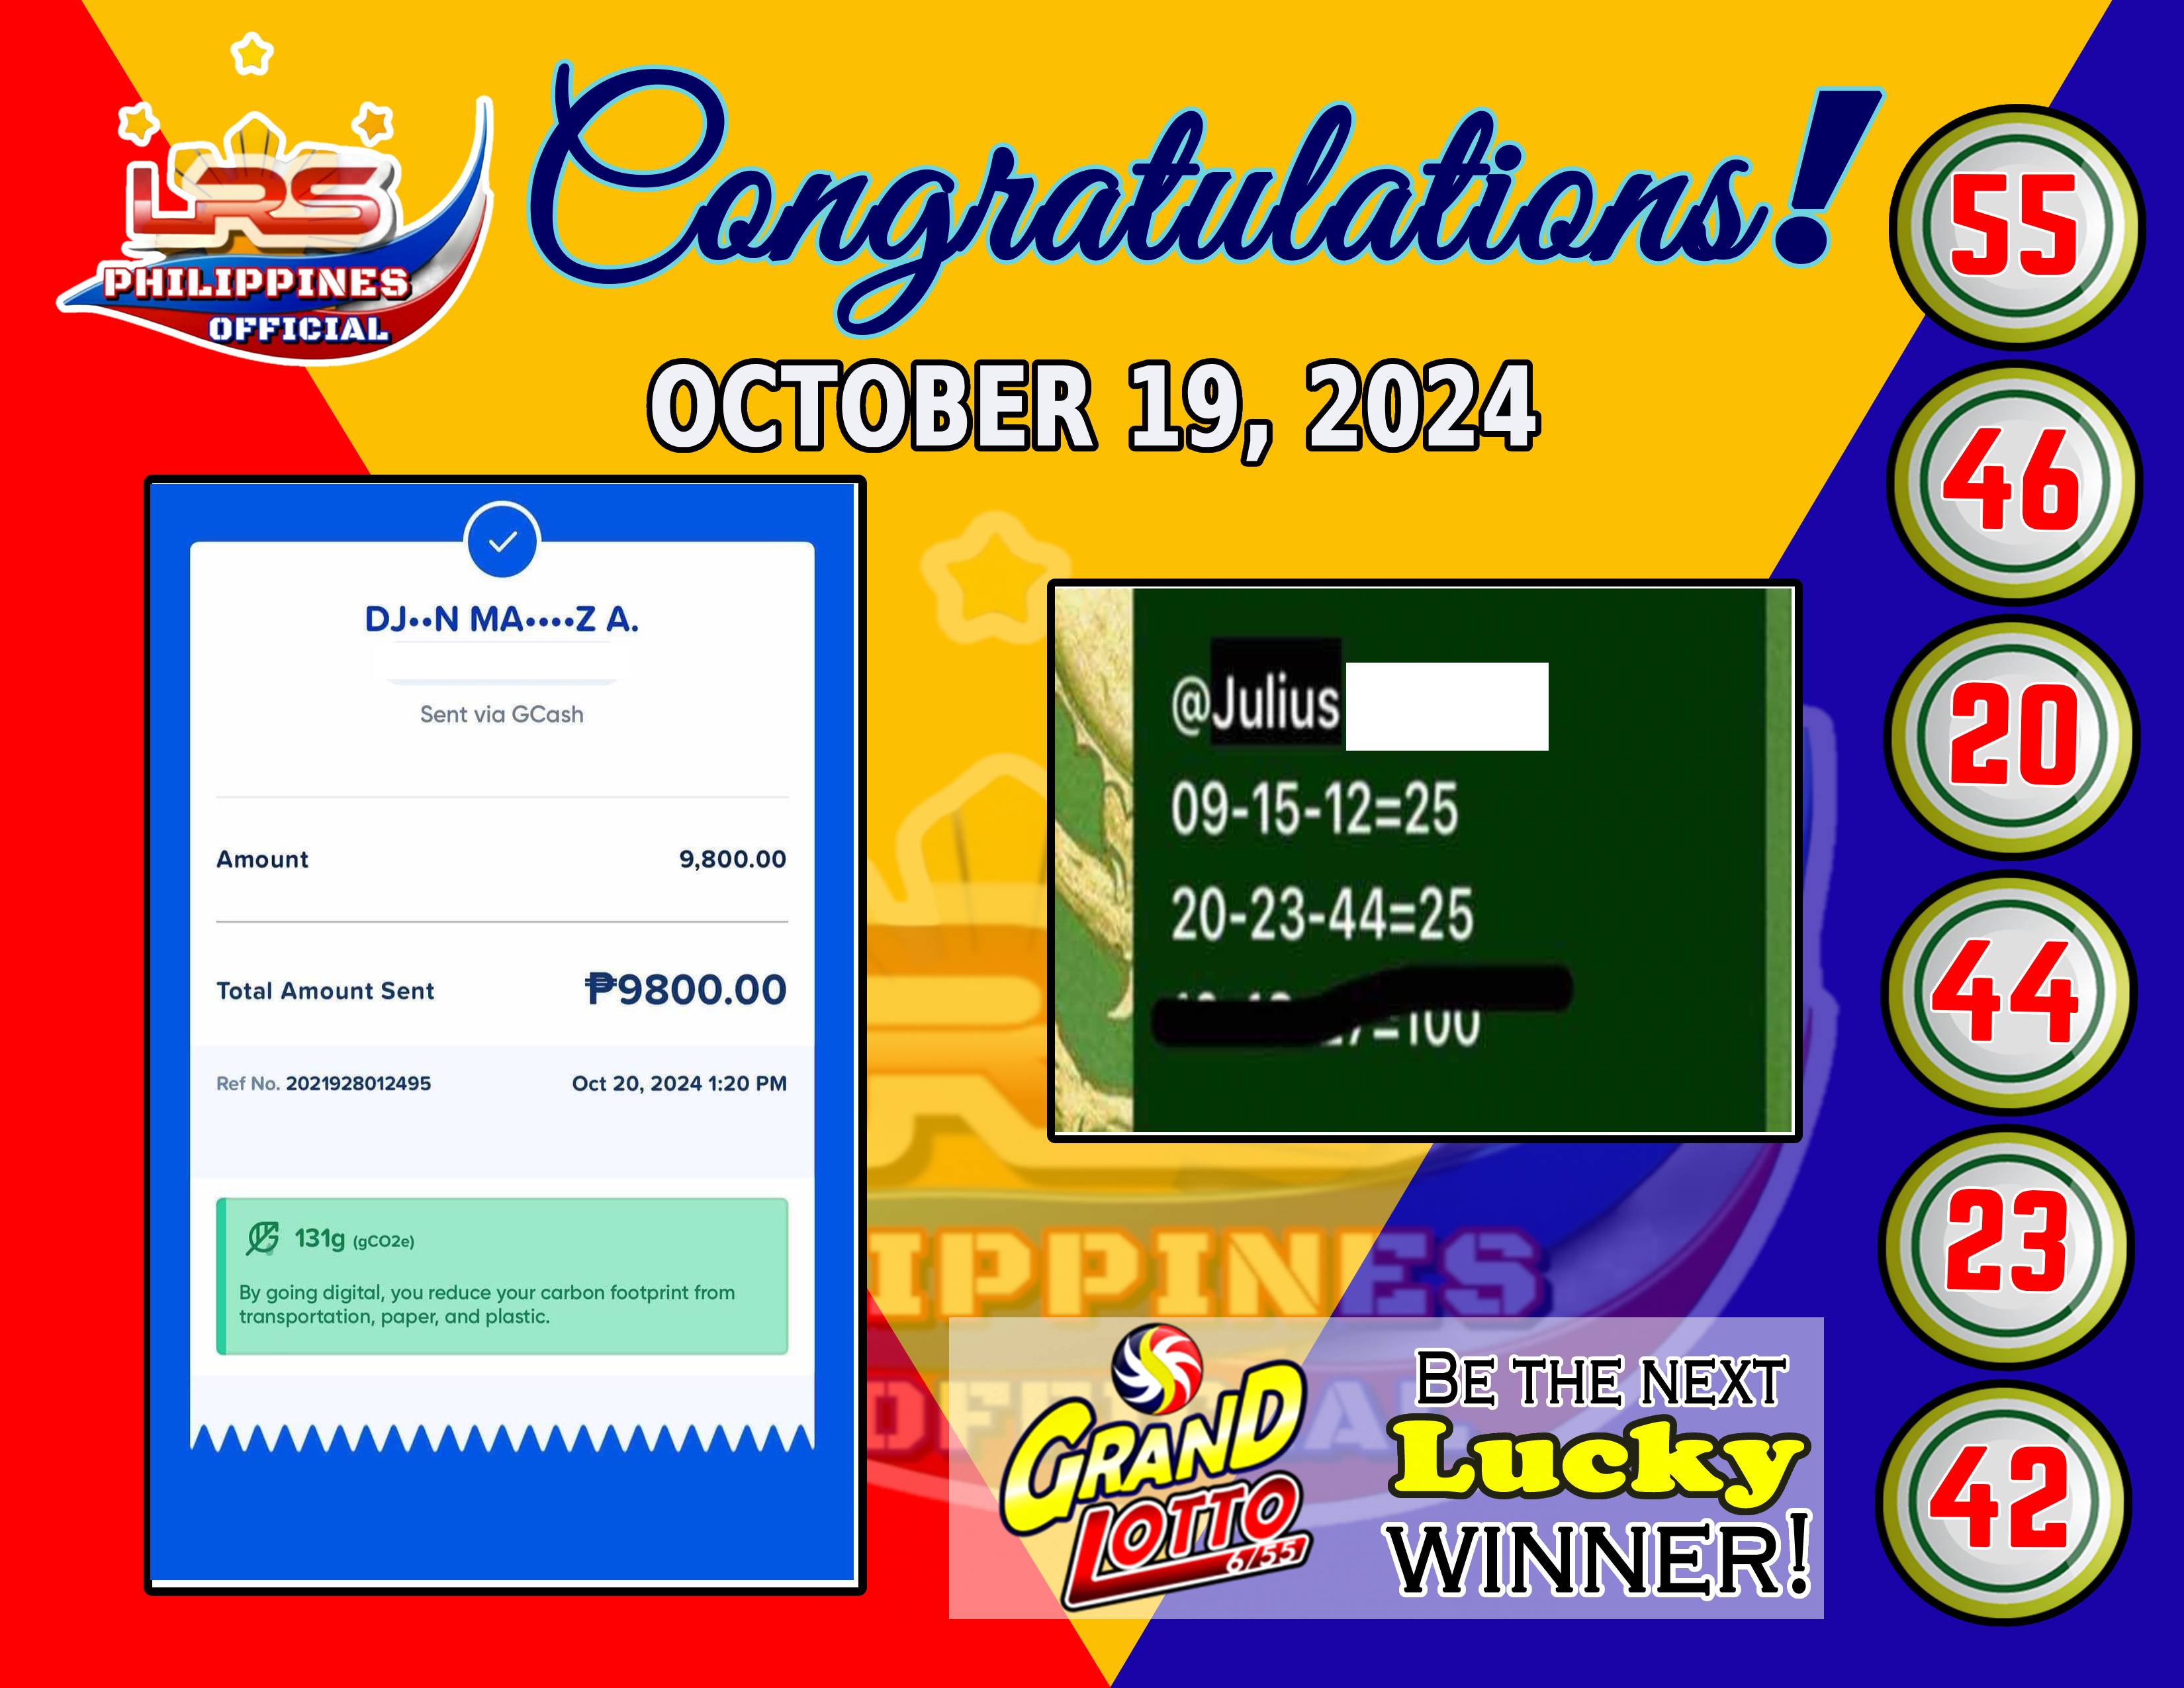 LRS
PHILIPPINES
OFFICIAL
Congratulations!
OCTOBER 19, 2024
DJ••N MA••••Z A.
Sent via GCash
Amount 9,800.00
Total Amount Sent ₱9800.00
Ref No. 2021928012495 Oct 20, 2024 1:20 PM
131g (gCO2e)
By going digital, you reduce your carbon footprint from
transportation, paper, and plastic.
@Julius
09-15-12=25
20-23-44=25
=100
IPPINES
GRAND
LOTTO
6/55
BE THE NEXT
Lucky
WINNER!
55
46
20
44
23
42